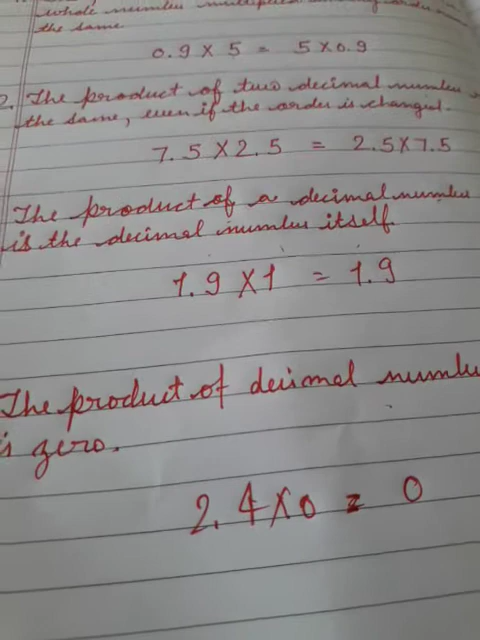 whole number multiplied
the same.
0.9 X 5 = 5 X 0.9
2. The product of two decimal number
the same, even if the order is changed.
7.5 X 2.5 = 2.5 X 7.5
The product of a decimal number
is the decimal number itself.
1.9 X 1 = 1.9
The product of decimal number
is zero.
2.4 X 0 = 0